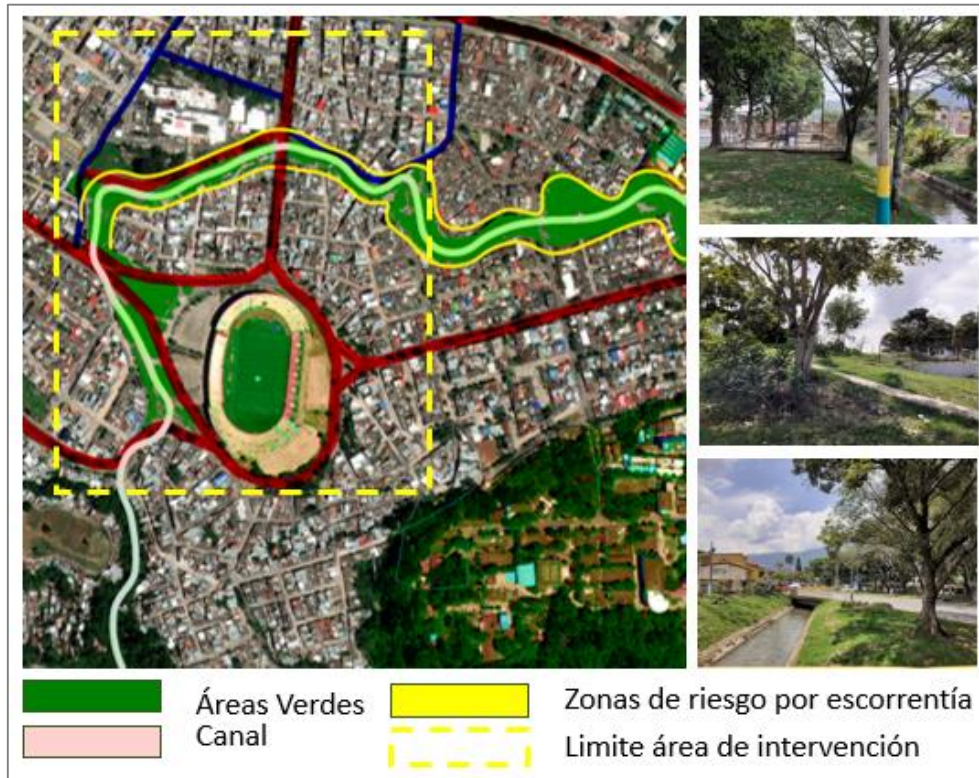 Áreas Verdes
Canal
Zonas de riesgo por escorrentía
Limite área de intervención